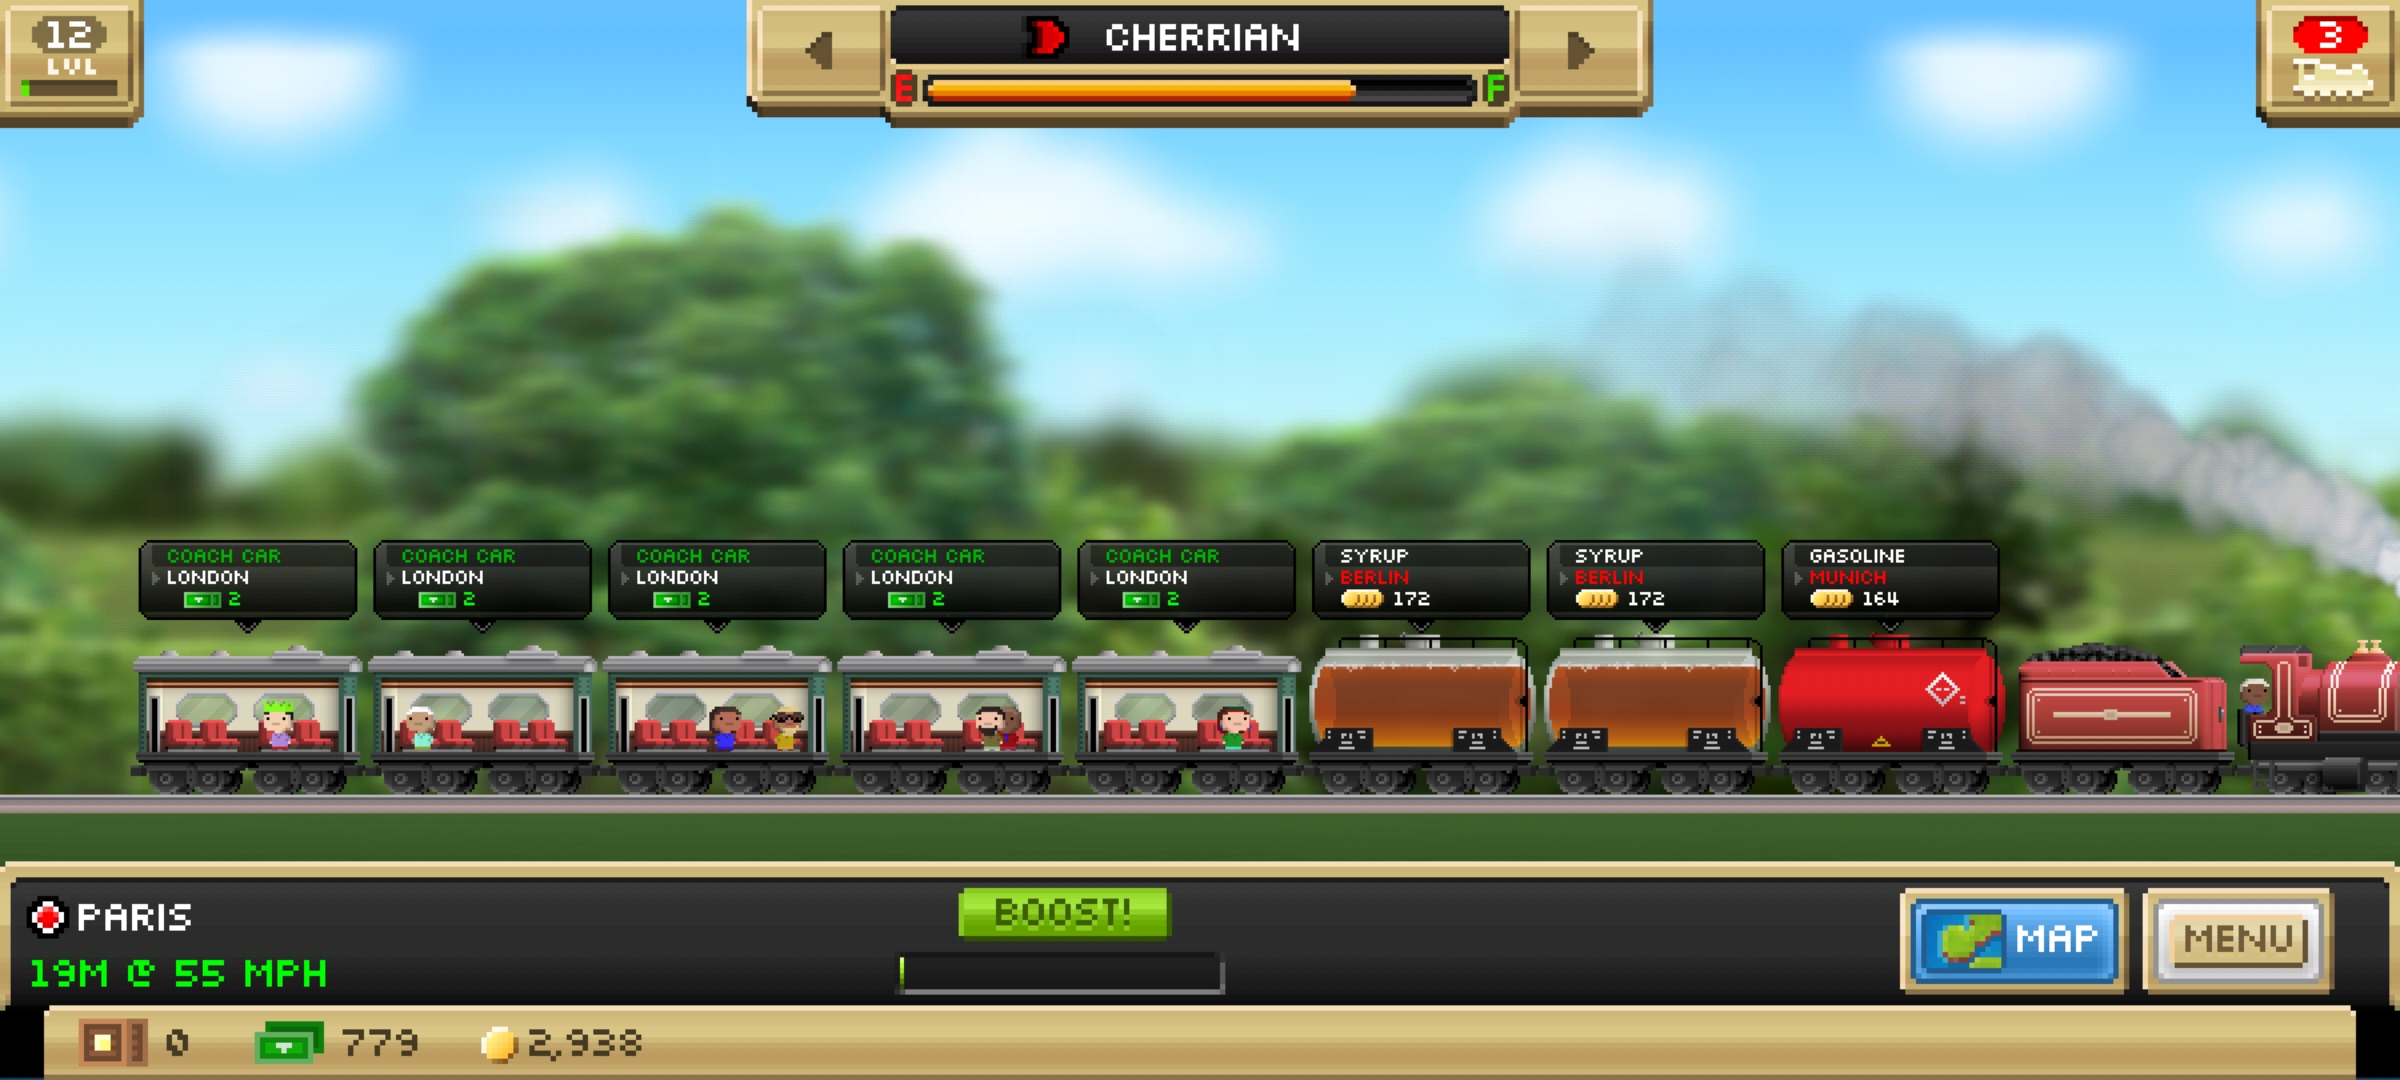 12
LVL
CHERRIAN
E F
3
COACH CAR
LONDON
2
COACH CAR
LONDON
2
COACH CAR
LONDON
2
COACH CAR
LONDON
2
COACH CAR
LONDON
2
SYRUP
BERLIN
172
SYRUP
BERLIN
172
GASOLINE
MUNICH
164
PARIS
19M @ 55 MPH
BOOST!
MAP
MENU
0 779 2,938